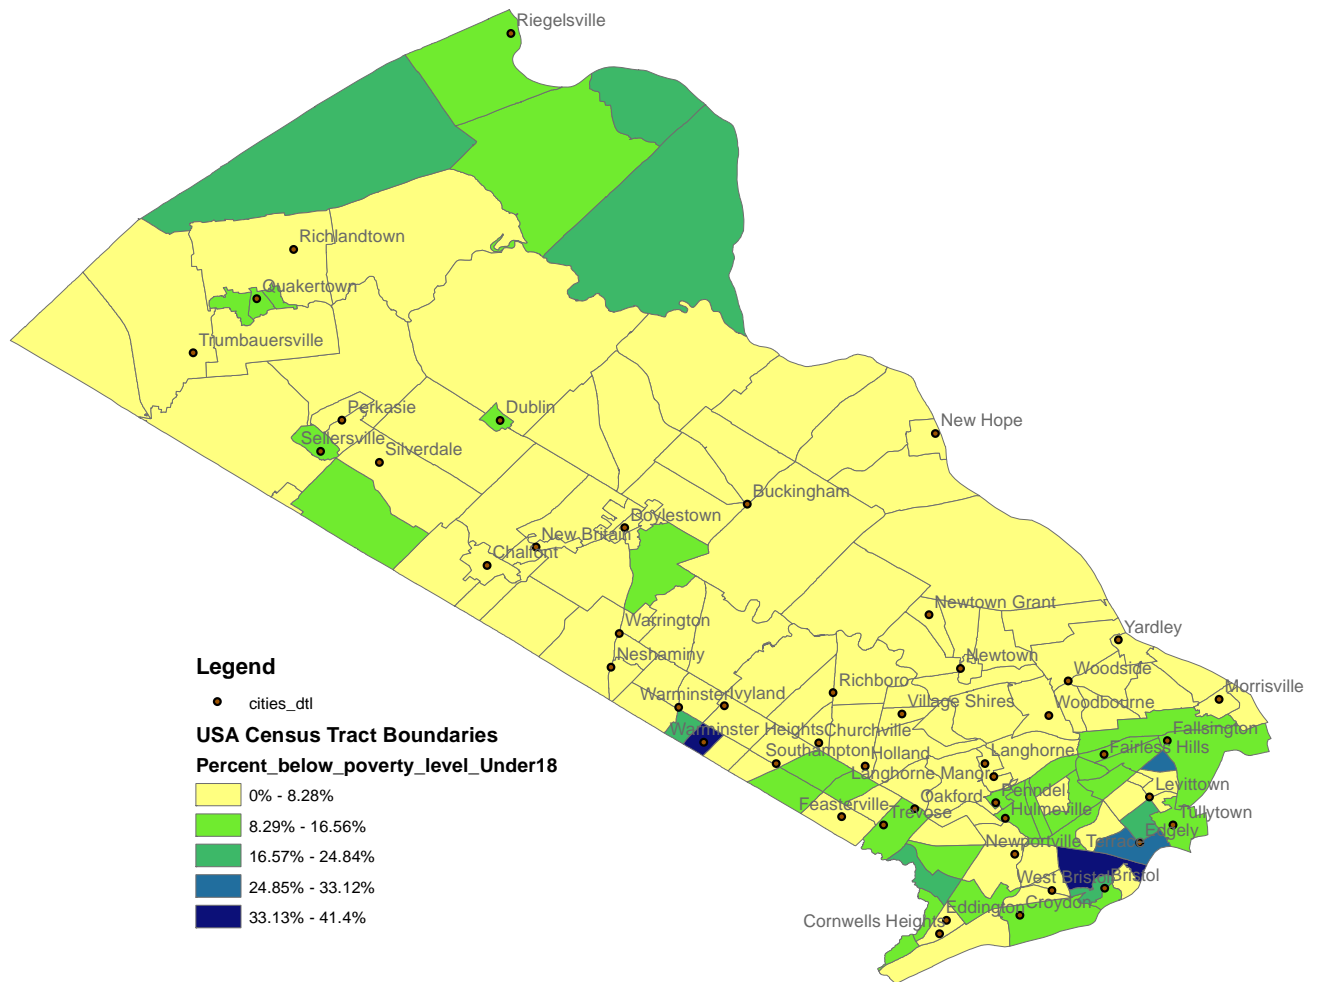 Riegelsville
Richlandtown
Quakertown
Trumbauersville
Perkasie
Dublin
New Hope
Sellersville
Silverdale
Buckingham
Doylestown
New Britain
Chalfont
Newtown Grant
Warrington
Yardley
Neshaminy
Newtown
Woodside
Richboro
Morrisville
Warminster
Ivyland
Village Shires
Woodbourne
Warminster Heights
Churchville
Fallsington
Southampton
Holland
Langhorne
Fairless Hills
Langhorne Manor
Levittown
Feasterville
Oakford
Penndel
Trevose
Hulmeville
Tullytown
Newportville Terrace
Edgely
West Bristol
Bristol
Eddington
Croydon
Cornwells Heights
Legend
cities_dtl
USA Census Tract Boundaries
Percent_below_poverty_level_Under18
0% - 8.28%
8.29% - 16.56%
16.57% - 24.84%
24.85% - 33.12%
33.13% - 41.4%